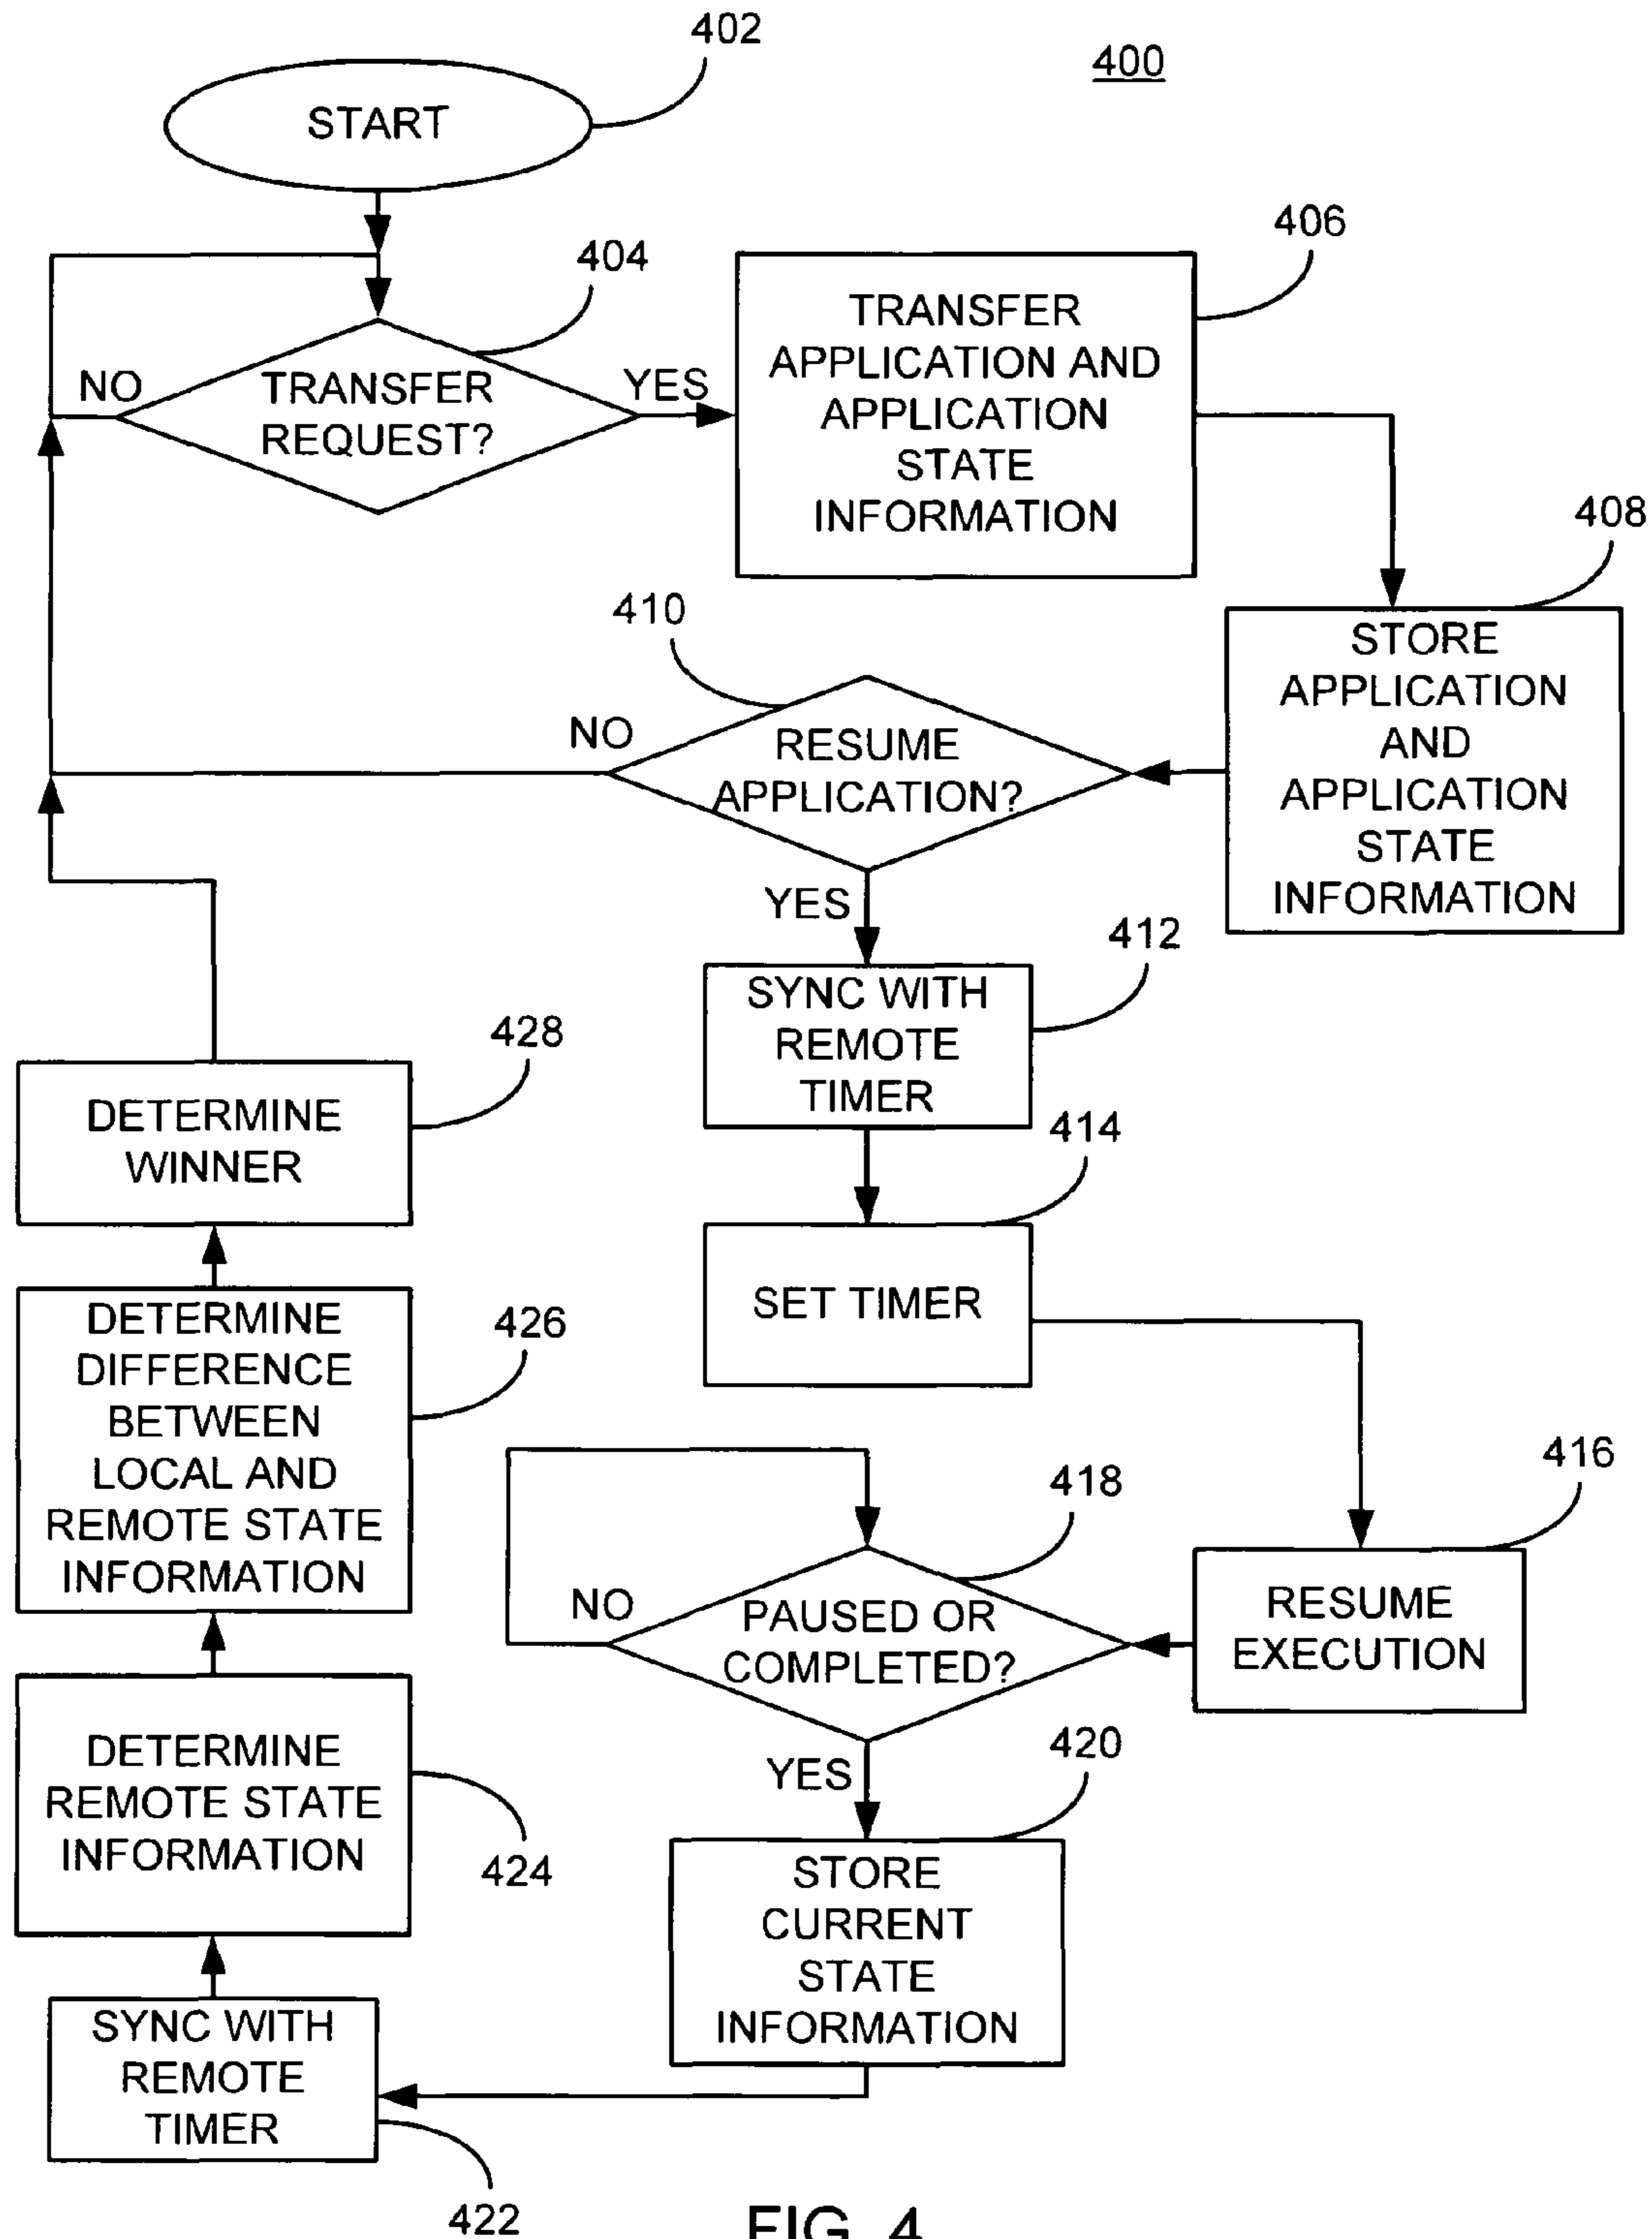 402
400
START
404
406
TRANSFER
REQUEST?
NO
YES
TRANSFER
APPLICATION AND
APPLICATION
STATE
INFORMATION
408
STORE
APPLICATION
AND
APPLICATION
STATE
INFORMATION
410
RESUME
APPLICATION?
NO
YES
412
SYNC WITH
REMOTE
TIMER
414
SET TIMER
416
RESUME
EXECUTION
418
PAUSED OR
COMPLETED?
NO
YES
420
STORE
CURRENT
STATE
INFORMATION
SYNC WITH
REMOTE
TIMER
422
DETERMINE
REMOTE STATE
INFORMATION
424
DETERMINE
DIFFERENCE
BETWEEN
LOCAL AND
REMOTE STATE
INFORMATION
426
DETERMINE
WINNER
428
FIG. 4